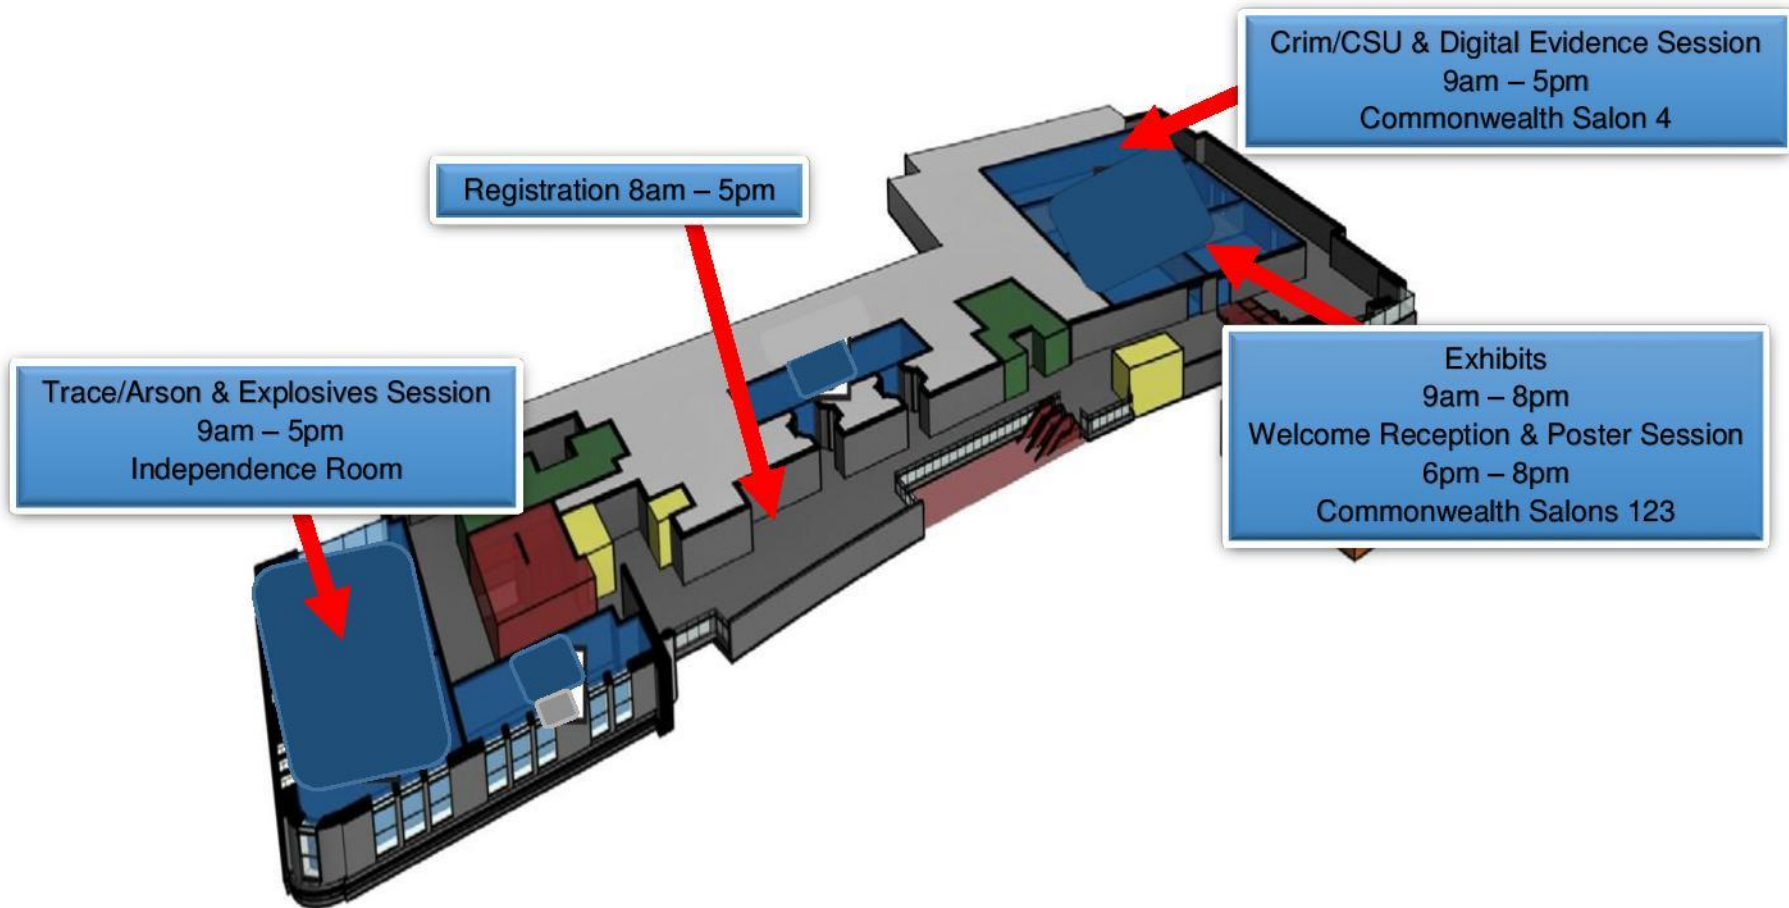 Crim/CSU & Digital Evidence Session
9am – 5pm
Commonwealth Salon 4
Registration 8am – 5pm
Trace/Arson & Explosives Session
9am – 5pm
Independence Room
Exhibits
9am – 8pm
Welcome Reception & Poster Session
6pm – 8pm
Commonwealth Salons 123